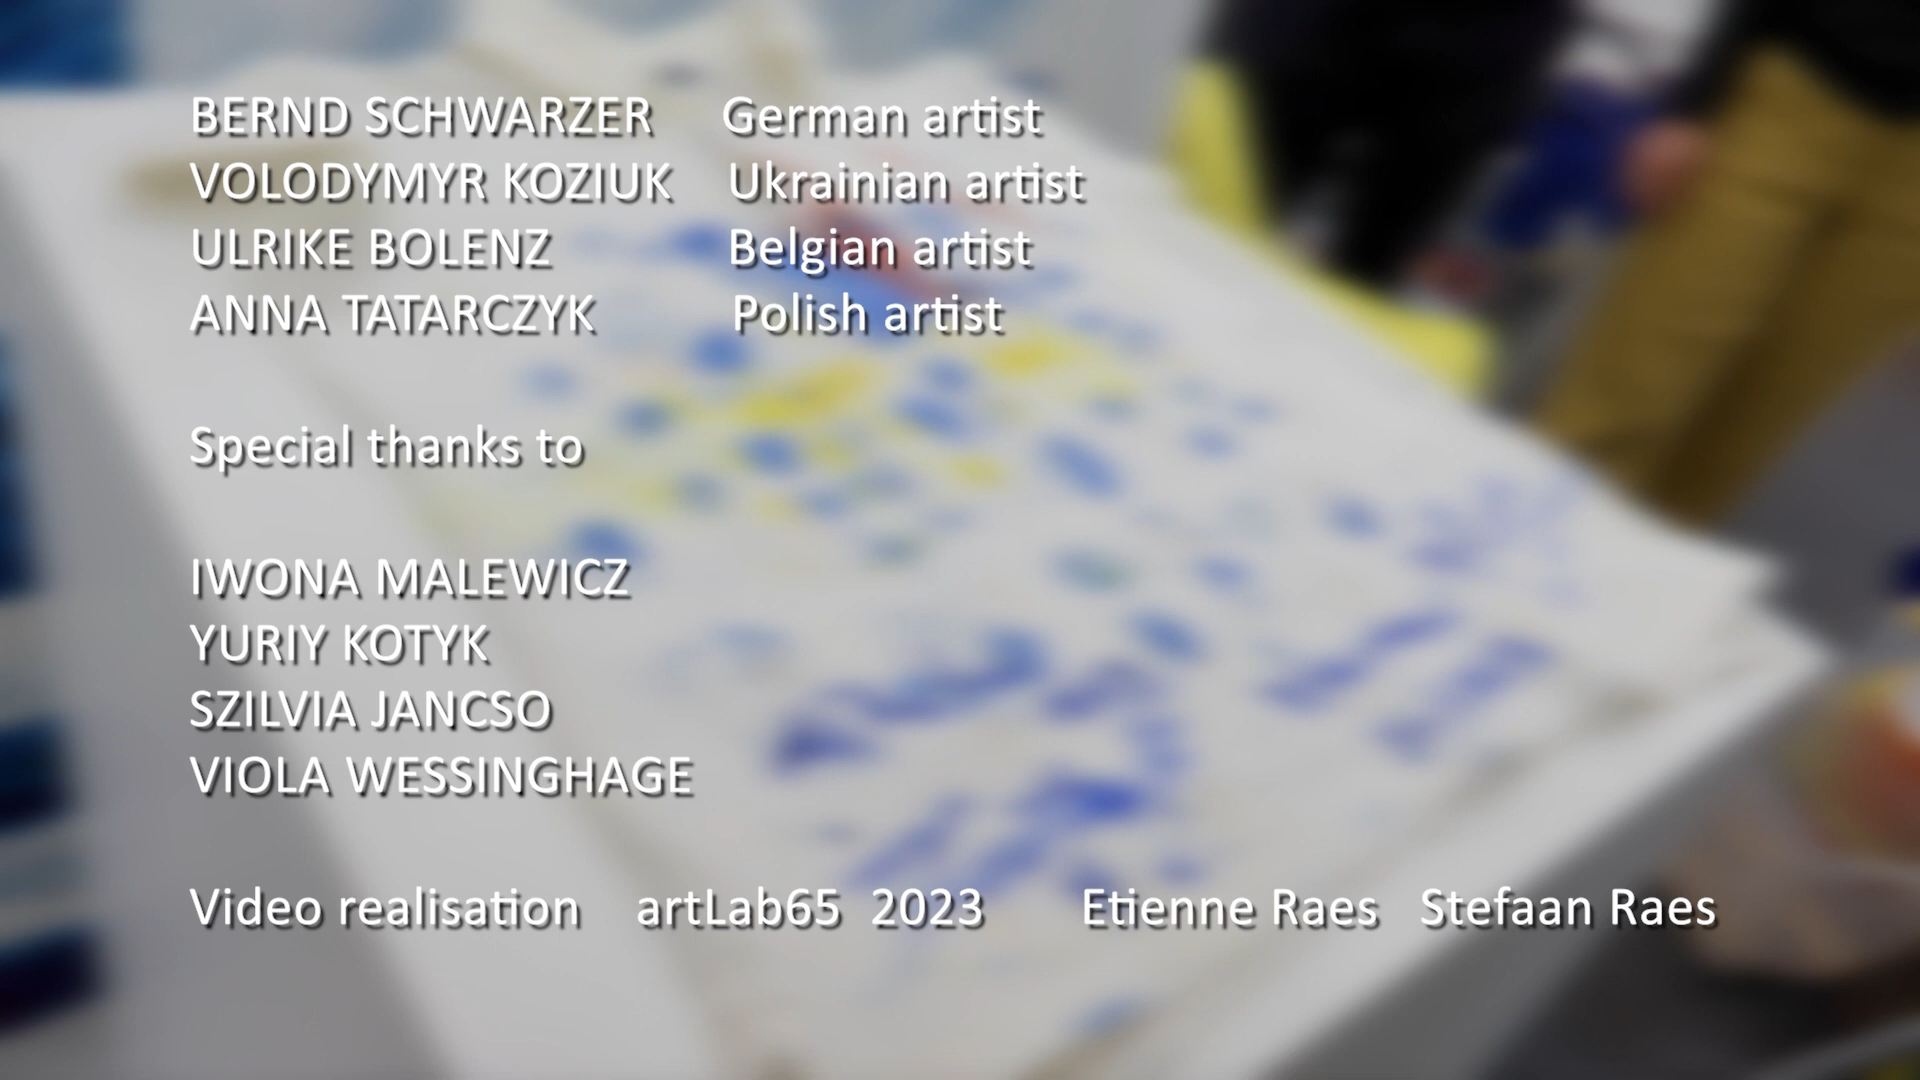 BERND SCHWARZER German artist
VOLODYMYR KOZIUK Ukrainian artist
ULRIKE BOLENZ Belgian artist
ANNA TATARCZYK Polish artist
Special thanks to
IWONA MALEWICZ
YURIY KOTYK
SZILVIA JANCSO
VIOLA WESSINGHAGE
Video realisation artLab65 2023 Etienne Raes Stefaan Raes